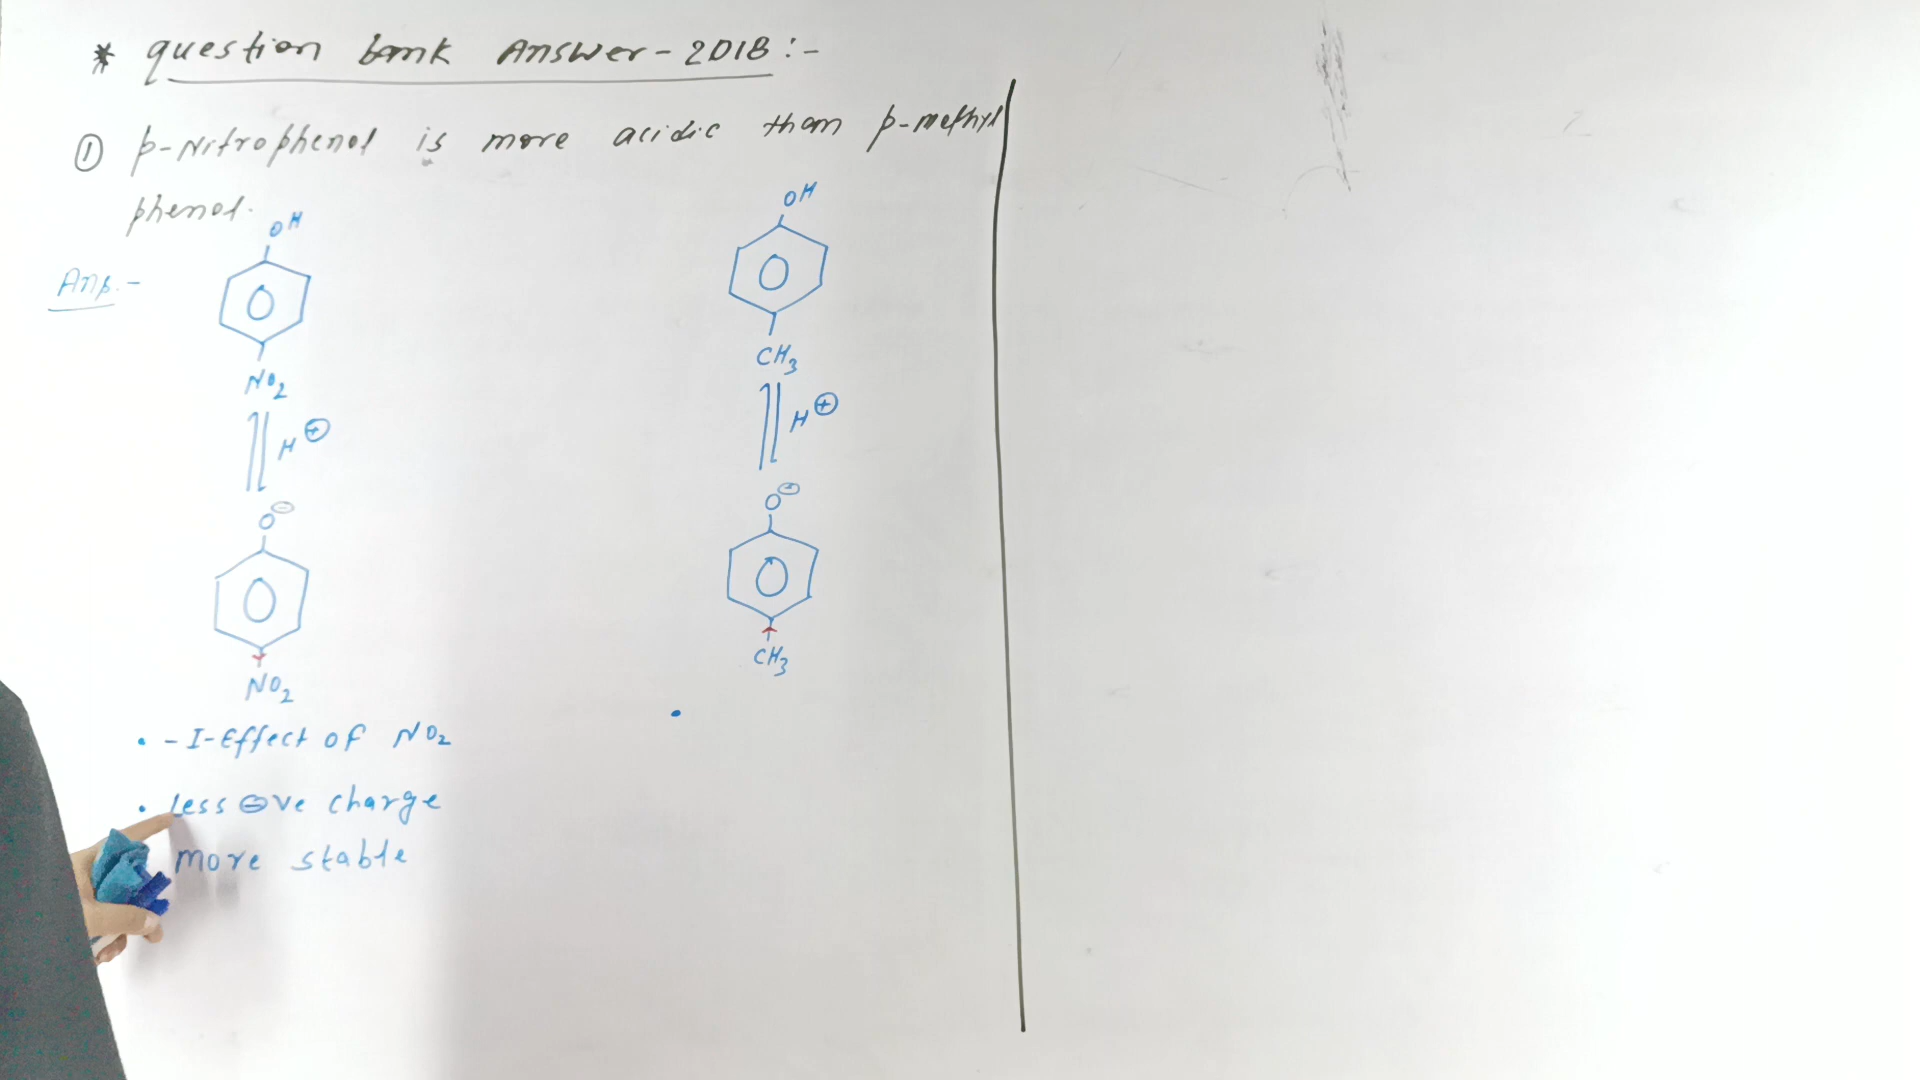 * question bank Answer - 2018 :-
① p-Nitrophenol is more acidic than p-methyl
phenol.
Ans. -
OH
NO2
H⊕
O⊖
NO2
OH
CH3
H⊕
O⊖
CH3
• - I - Effect of NO2
• Less ⊖ve charge
more stable
•